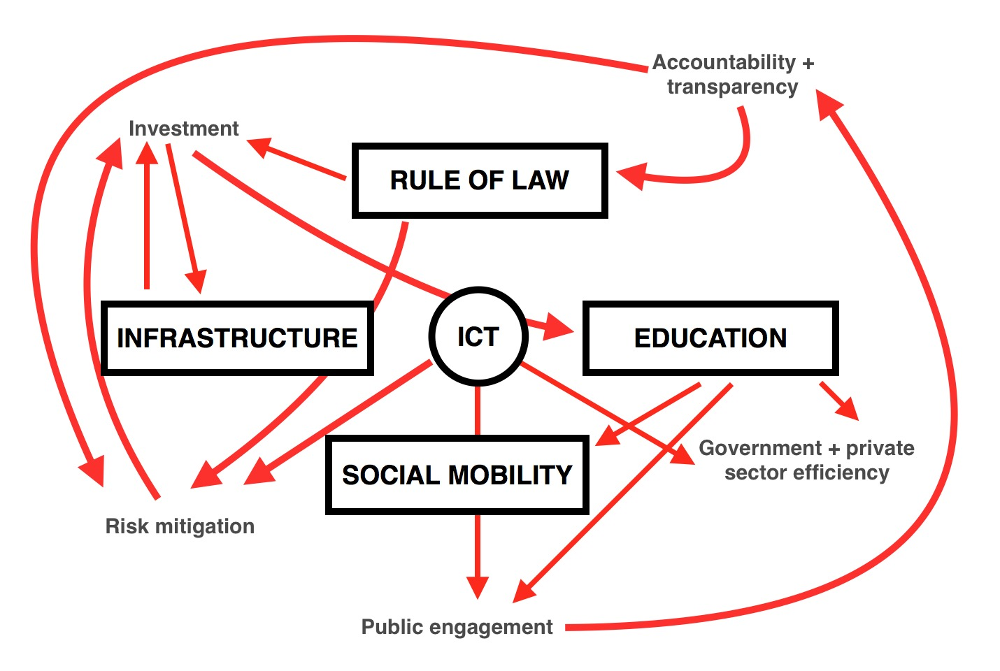 Accountability +
transparency
Investment
RULE OF LAW
INFRASTRUCTURE
ICT
EDUCATION
Government + private
sector efficiency
SOCIAL MOBILITY
Risk mitigation
Public engagement